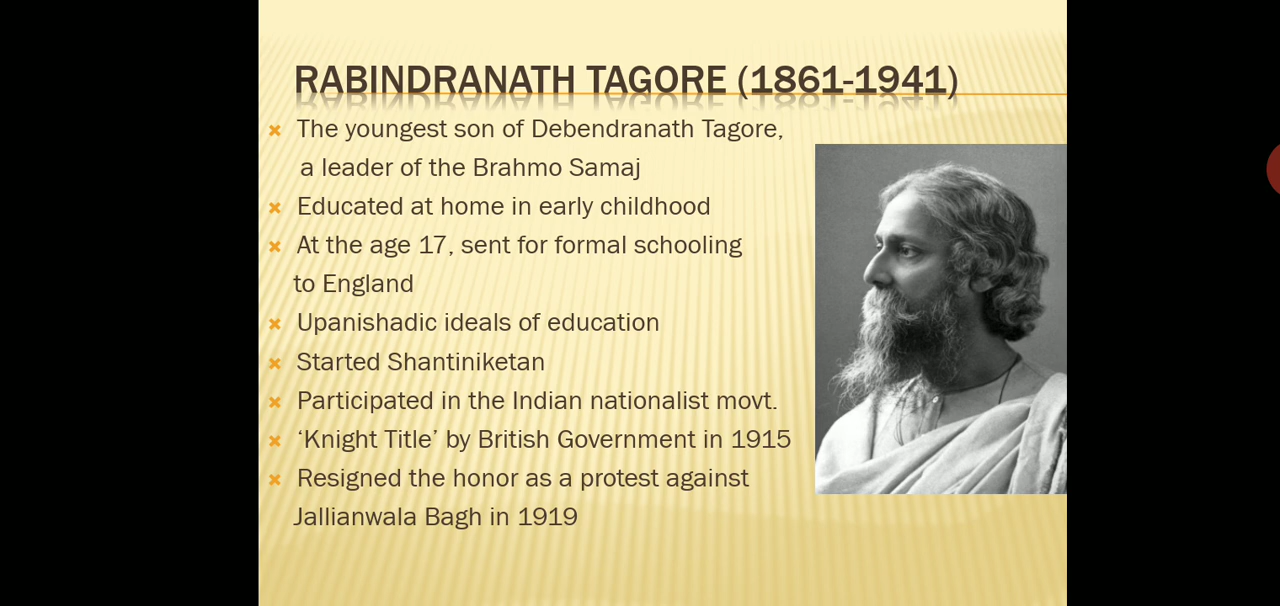 RABINDRANATH TAGORE (1861-1941)
The youngest son of Debendranath Tagore,
a leader of the Brahmo Samaj
Educated at home in early childhood
At the age 17, sent for formal schooling
to England
Upanishadic ideals of education
Started Shantiniketan
Participated in the Indian nationalist movt.
‘Knight Title’ by British Government in 1915
Resigned the honor as a protest against
Jallianwala Bagh in 1919